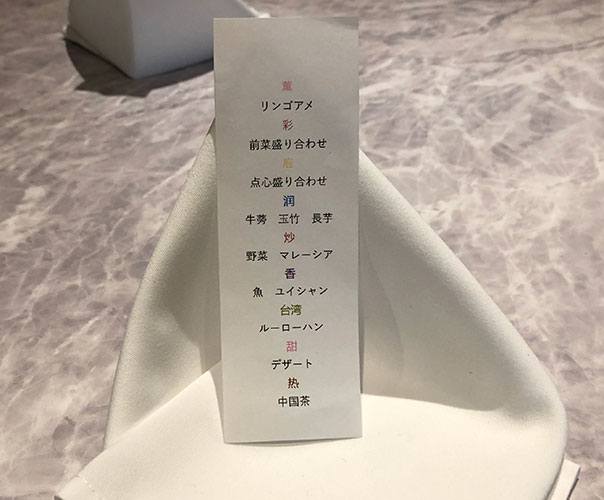 リンゴアメ
彩
前菜盛り合わせ
点心盛り合わせ
润
牛蒡 玉竹 長芋
炒
野菜 マレーシア
香
魚 ユイシャン
台湾
ルーローハン
甜
デザート
热
中国茶